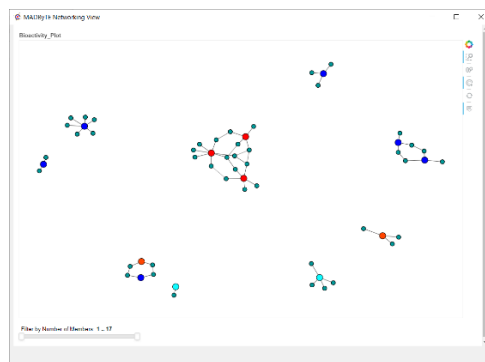 MADByTE Networking View
Bioactivity_Plot
Filter by Number of Members: 1 .. 17